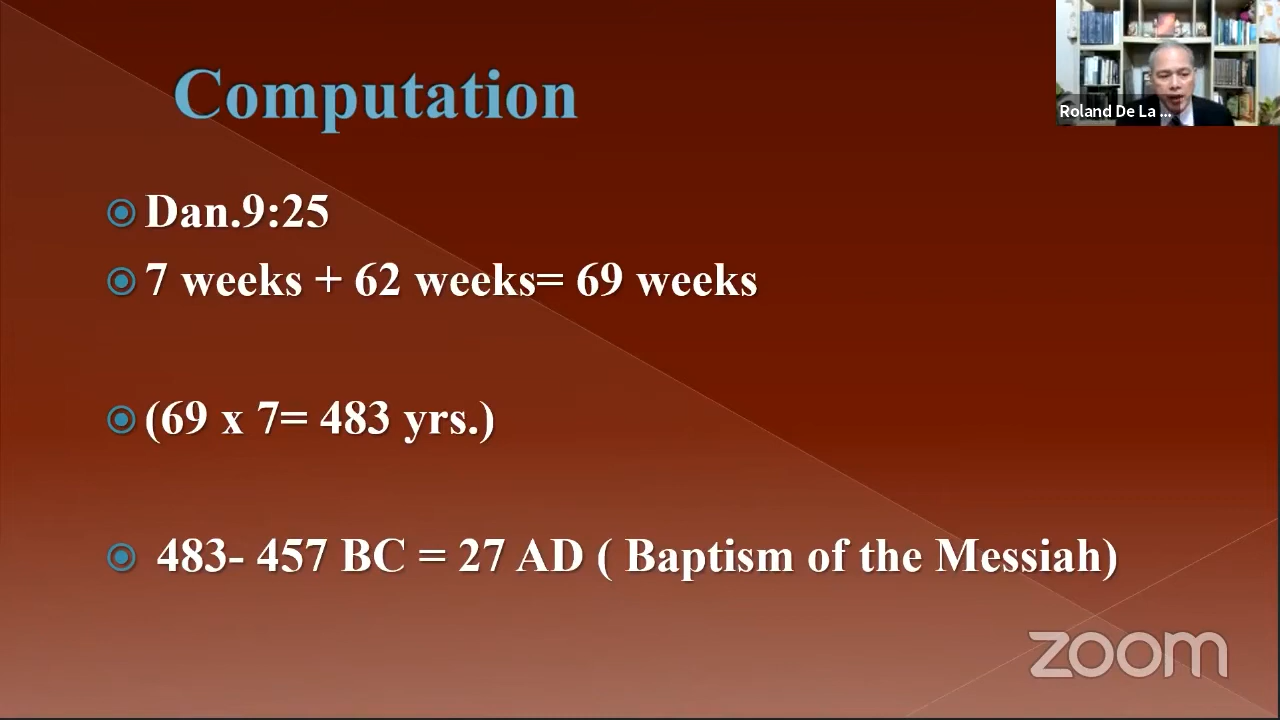 Computation
Roland De La ...
Dan.9:25
7 weeks + 62 weeks= 69 weeks
(69 x 7= 483 yrs.)
483- 457 BC = 27 AD ( Baptism of the Messiah)
zoom